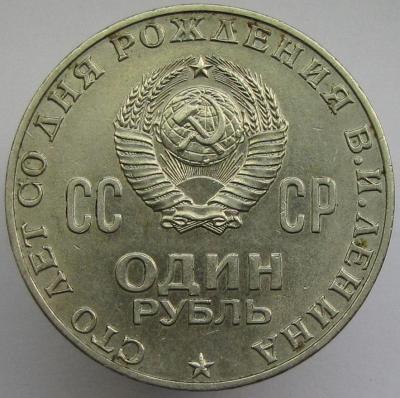 СТО ЛЕТ СО ДНЯ РОЖДЕНИЯ В.И.ЛЕНИНА
СС СР
ОДИН
РУБЛЬ